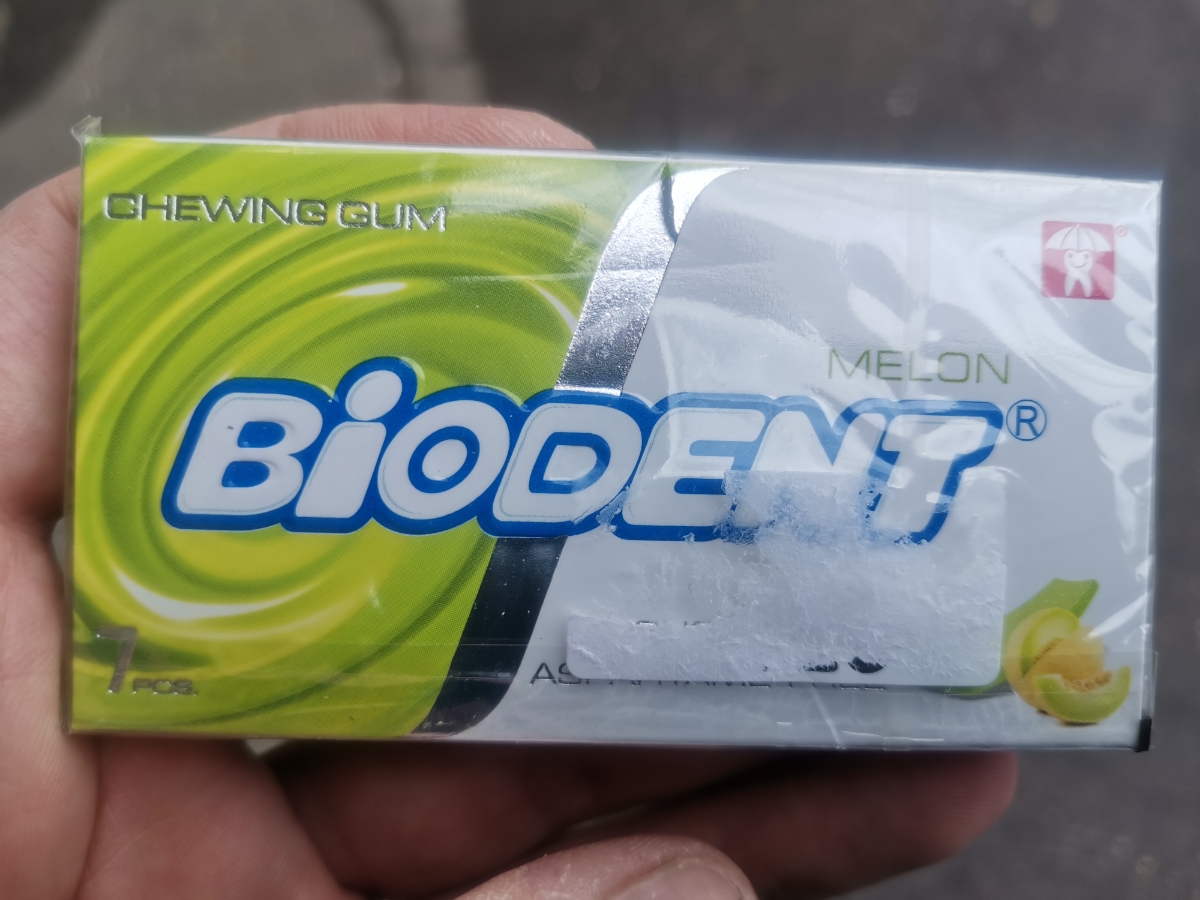 CHEWING GUM
MELON
BiODENT®
7 PCS.